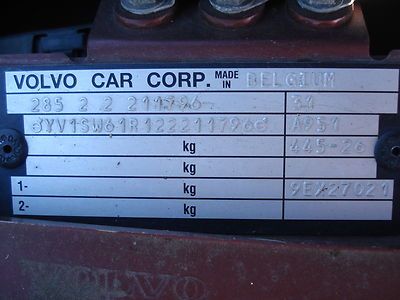 VOLVO CAR CORP. MADE IN BELGIUM
285 2 2 211796 31
YV1SW61R122211796 A951
kg 445-26
kg
1- kg 9EX27021
2- kg
VOLVO